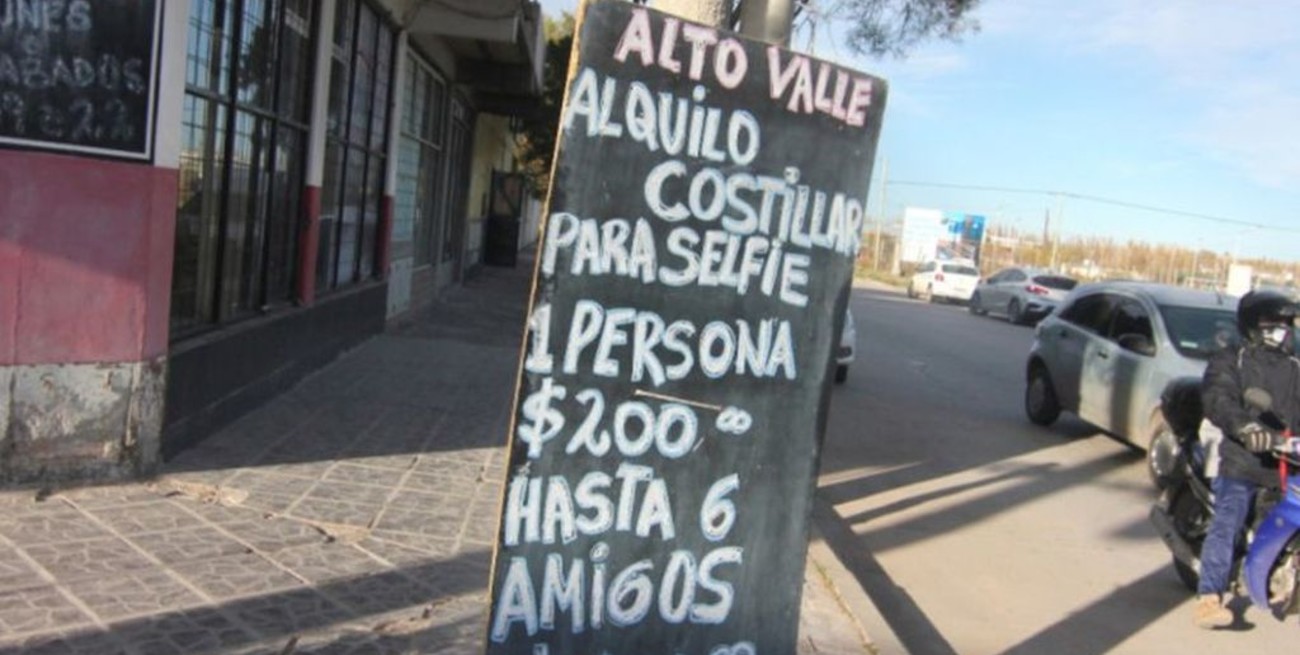 ALTO VALLE
ALQUILO
COSTILLAR
PARA SELFIE
1 PERSONA
$200,00
HASTA 6
AMIGOS